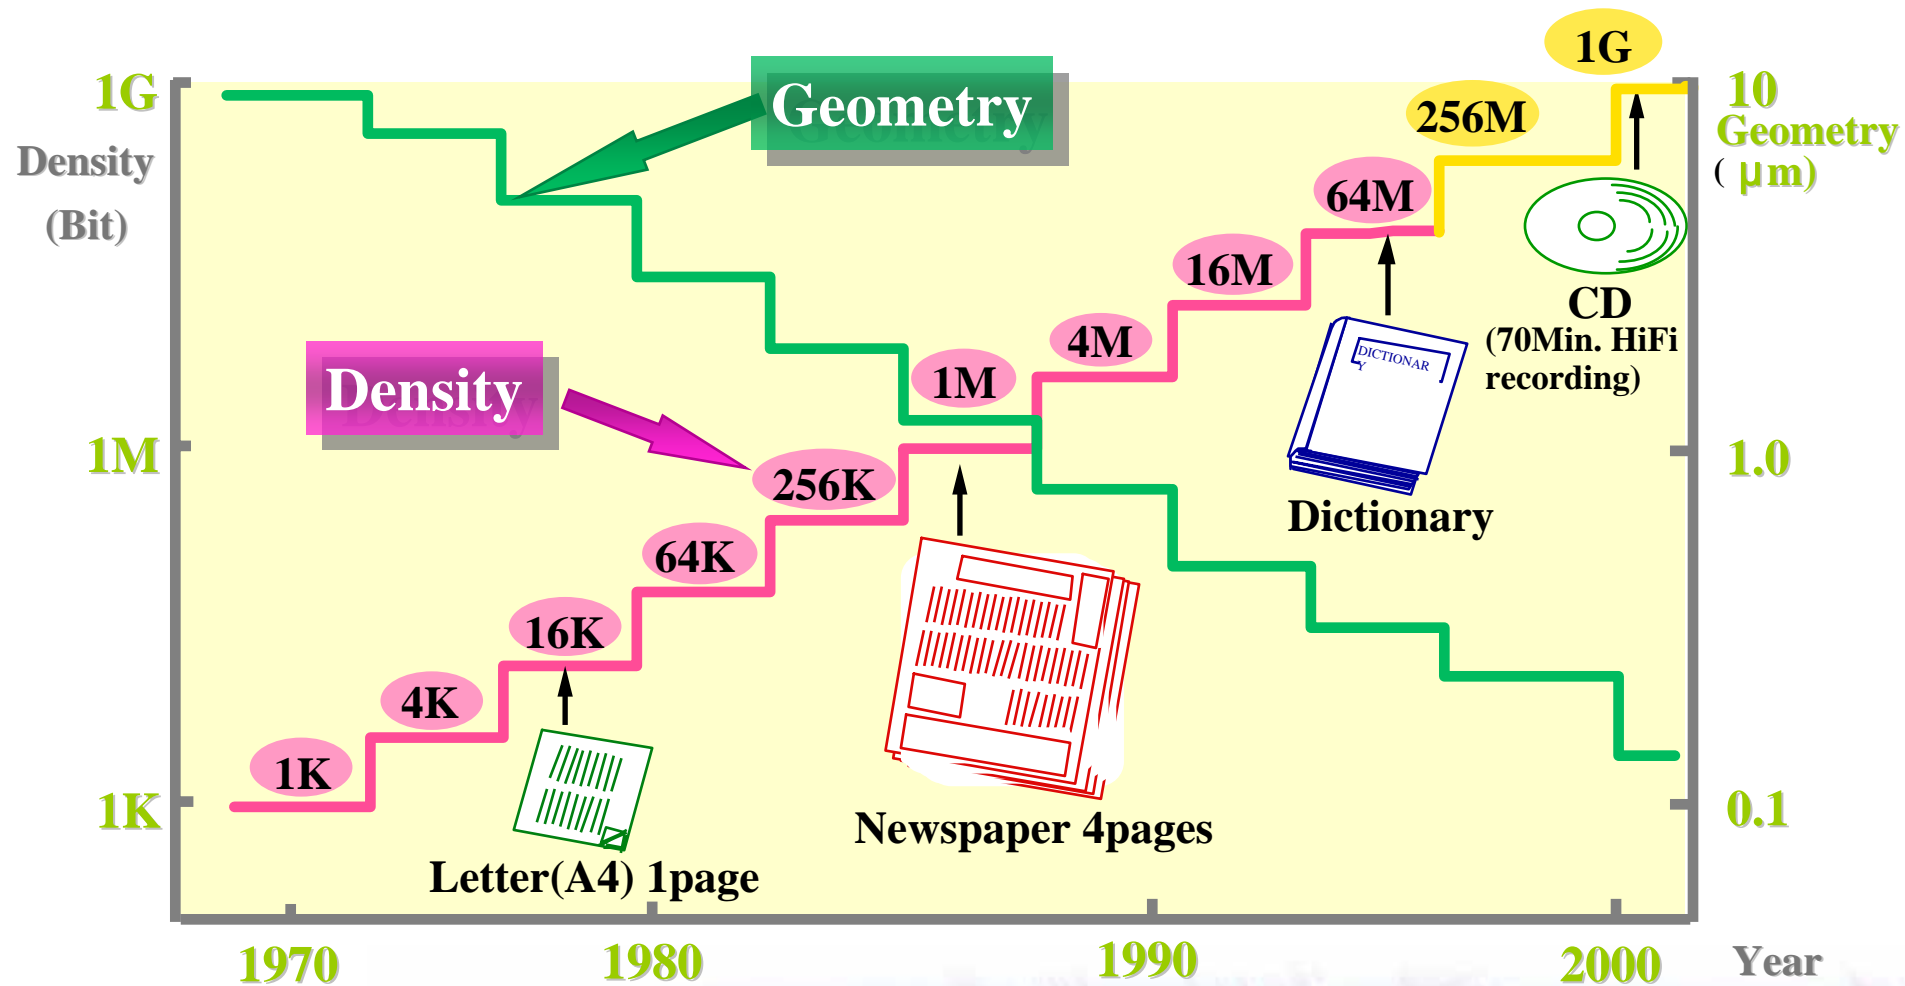 1G
Density
(Bit)
1M
1K
Geometry
Density
1K
4K
16K
64K
256K
1M
4M
16M
64M
256M
1G
10
Geometry
( μm)
1.0
0.1
CD
(70Min. HiFi
recording)
DICTIONAR
Y
Dictionary
Newspaper 4pages
Letter(A4) 1page
1970
1980
1990
2000
Year